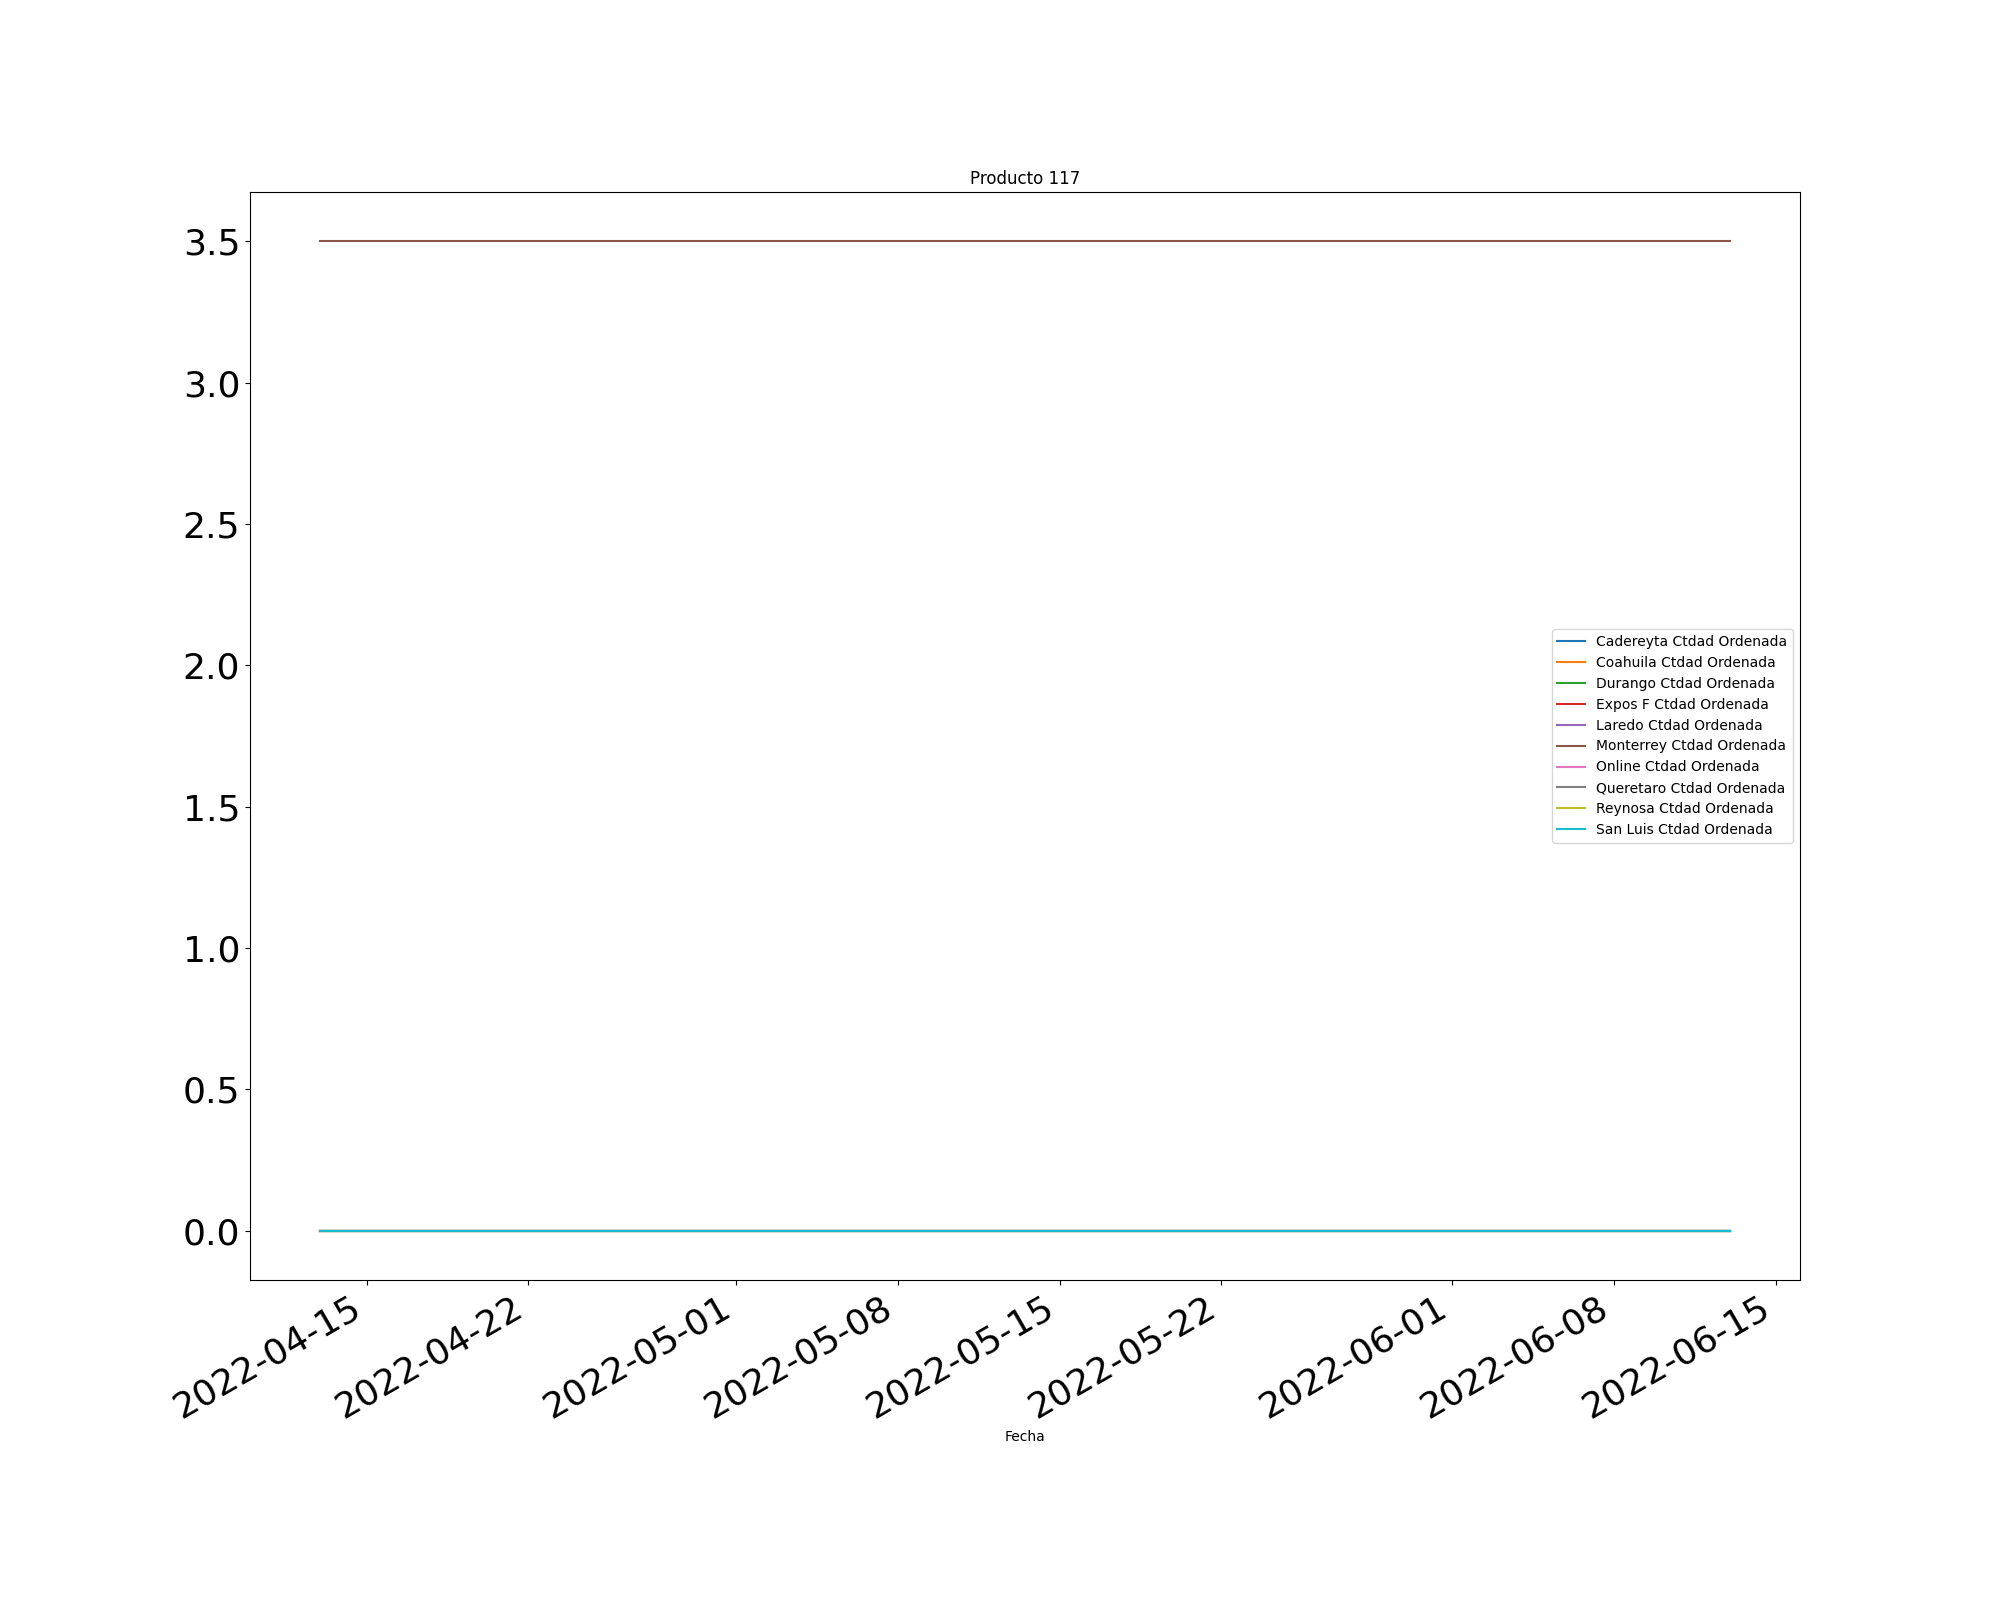 Producto 117
3.5
3.0
2.5
2.0
1.5
1.0
0.5
0.0
Cadereyta Ctdad Ordenada
Coahuila Ctdad Ordenada
Durango Ctdad Ordenada
Expos F Ctdad Ordenada
Laredo Ctdad Ordenada
Monterrey Ctdad Ordenada
Online Ctdad Ordenada
Queretaro Ctdad Ordenada
Reynosa Ctdad Ordenada
San Luis Ctdad Ordenada
2022-04-15
2022-04-22
2022-05-01
2022-05-08
2022-05-15
2022-05-22
2022-06-01
2022-06-08
2022-06-15
Fecha